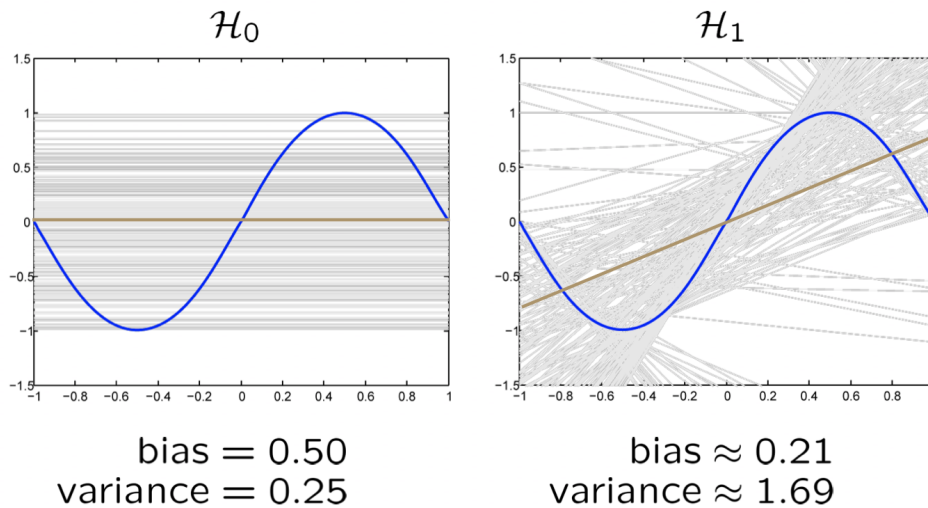 ℋ₀
1.5
1
0.5
0
−0.5
−1
−1.5
−1 −0.8 −0.6 −0.4 −0.2 0 0.2 0.4 0.6 0.8 1
bias = 0.50
variance = 0.25
ℋ₁
1.5
1
0.5
0
−0.5
−1
−1.5
−1 −0.8 −0.6 −0.4 −0.2 0 0.2 0.4 0.6 0.8
bias ≈ 0.21
variance ≈ 1.69